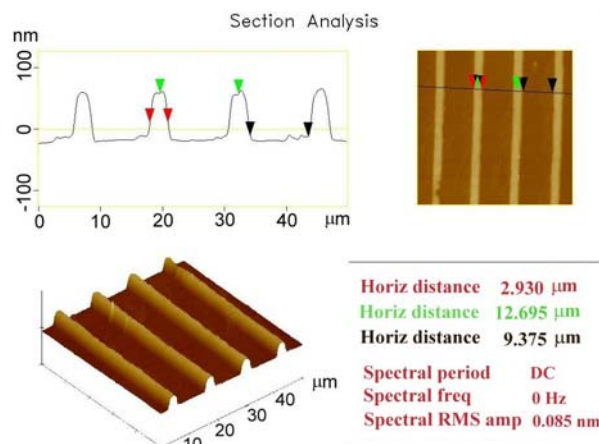 Section Analysis
nm
100
0
-100
0 10 20 30 40 μm
Horiz distance 2.930 μm
Horiz distance 12.695 μm
Horiz distance 9.375 μm
Spectral period DC
Spectral freq 0 Hz
Spectral RMS amp 0.085 nm
μm
40
30
20
10